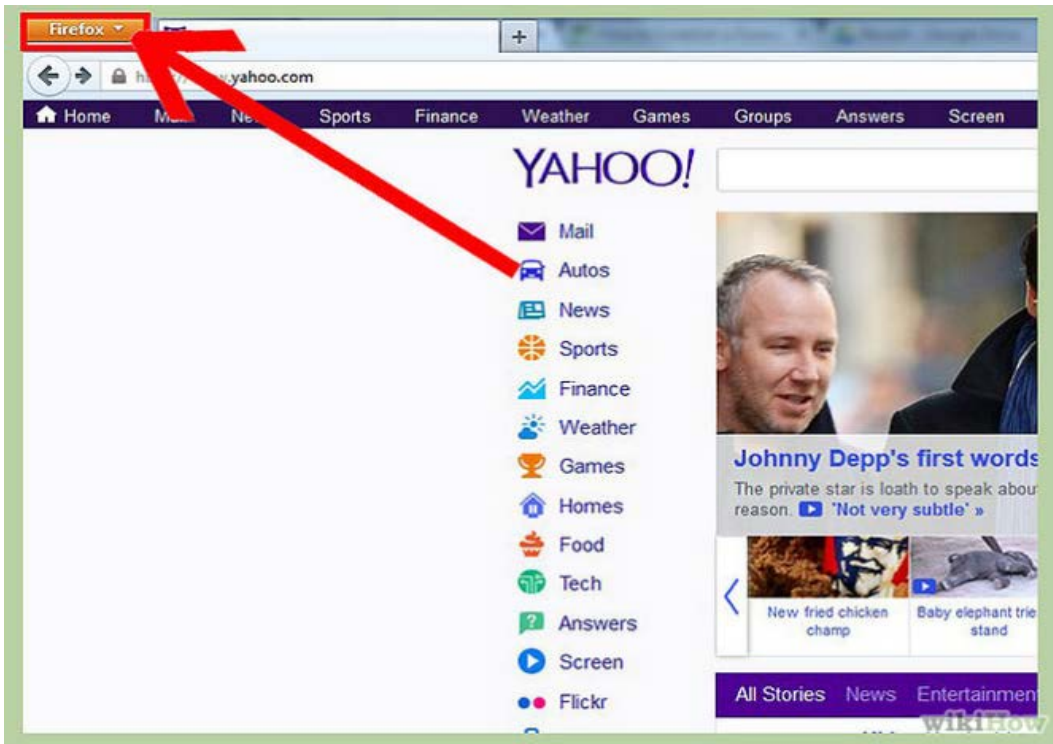 Firefox
yahoo.com
Home Sports Finance Weather Games Groups Answers Screen
YAHOO!
Mail
Autos
News
Sports
Finance
Weather
Games
Homes
Food
Tech
Answers
Screen
Flickr
Johnny Depp's first words
The private star is loath to speak abou
reason. 'Not very subtle' »
New fried chicken
champ
Baby elephant trie
stand
All Stories News Entertainmen
wikiHow